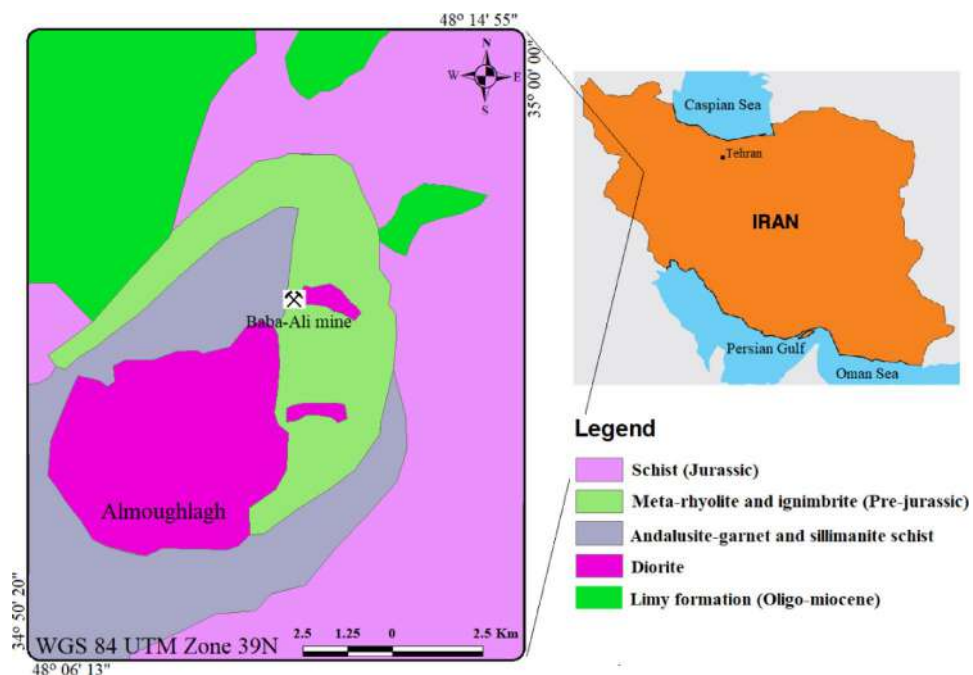 48° 14' 55"
35° 00' 00"
N
W
E
S
Baba-Ali mine
Almoughlagh
34° 50' 20"
WGS 84 UTM Zone 39N
2.5 1.25 0 2.5 Km
48° 06' 13"
Caspian Sea
Tehran
IRAN
Persian Gulf
Oman Sea
Legend
Schist (Jurassic)
Meta-rhyolite and ignimbrite (Pre-jurassic)
Andalusite-garnet and sillimanite schist
Diorite
Limy formation (Oligo-miocene)